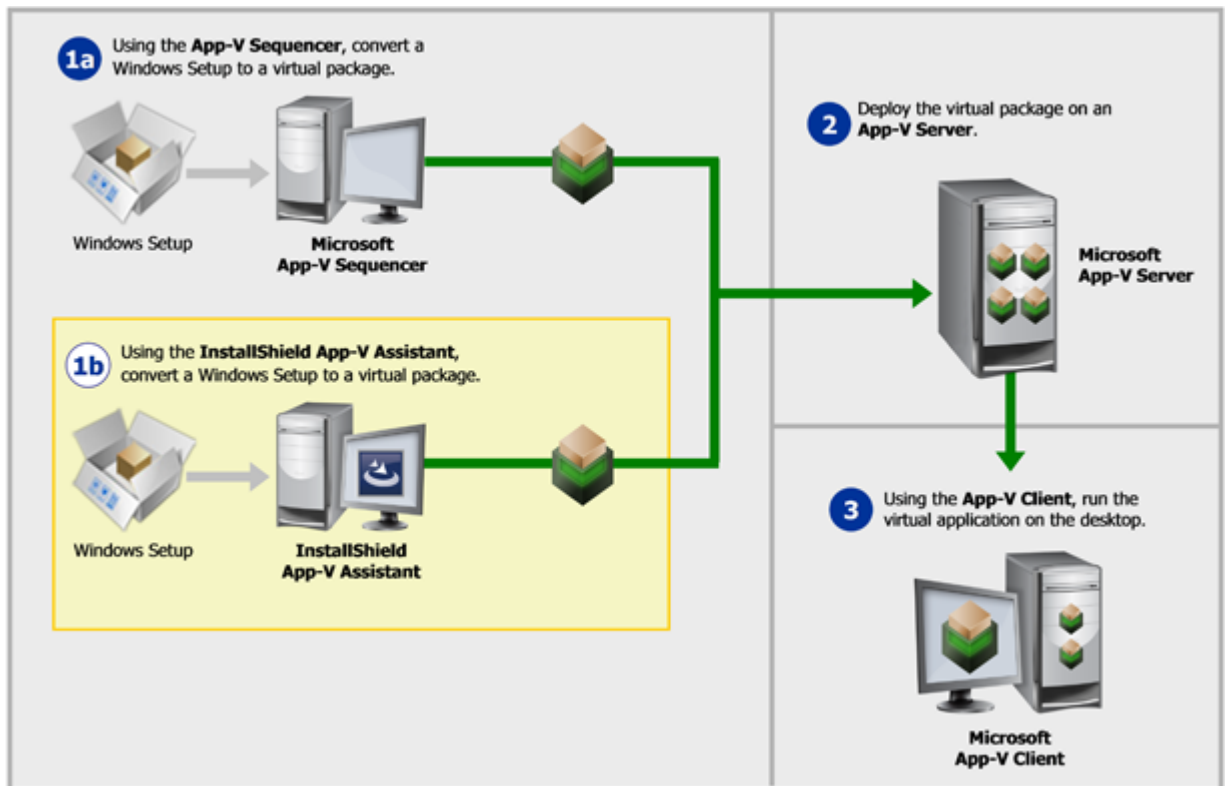 1a
Using the App-V Sequencer, convert a
Windows Setup to a virtual package.
Windows Setup
Microsoft
App-V Sequencer
1b
Using the InstallShield App-V Assistant,
convert a Windows Setup to a virtual package.
Windows Setup
InstallShield
App-V Assistant
2
Deploy the virtual package on an
App-V Server.
Microsoft
App-V Server
3
Using the App-V Client, run the
virtual application on the desktop.
Microsoft
App-V Client